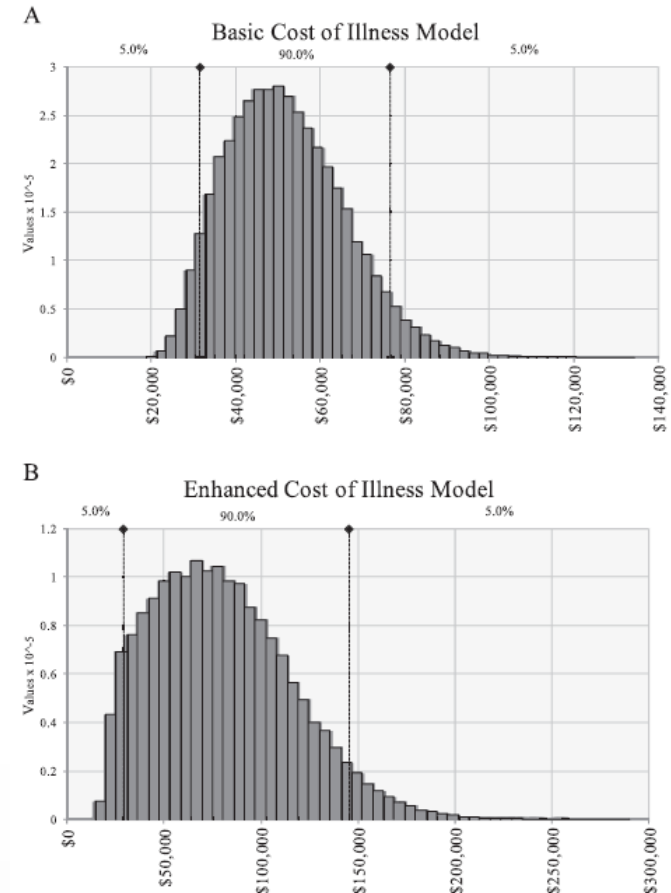 A
Basic Cost of Illness Model
5.0% 90.0% 5.0%
3
2.5
2
1.5
1
0.5
0
Values x 10^-5
$0 $20,000 $40,000 $60,000 $80,000 $100,000 $120,000 $140,000
B
Enhanced Cost of Illness Model
5.0% 90.0% 5.0%
1.2
1
0.8
0.6
0.4
0.2
0
Values x 10^-5
$0 $50,000 $100,000 $150,000 $200,000 $250,000 $300,000